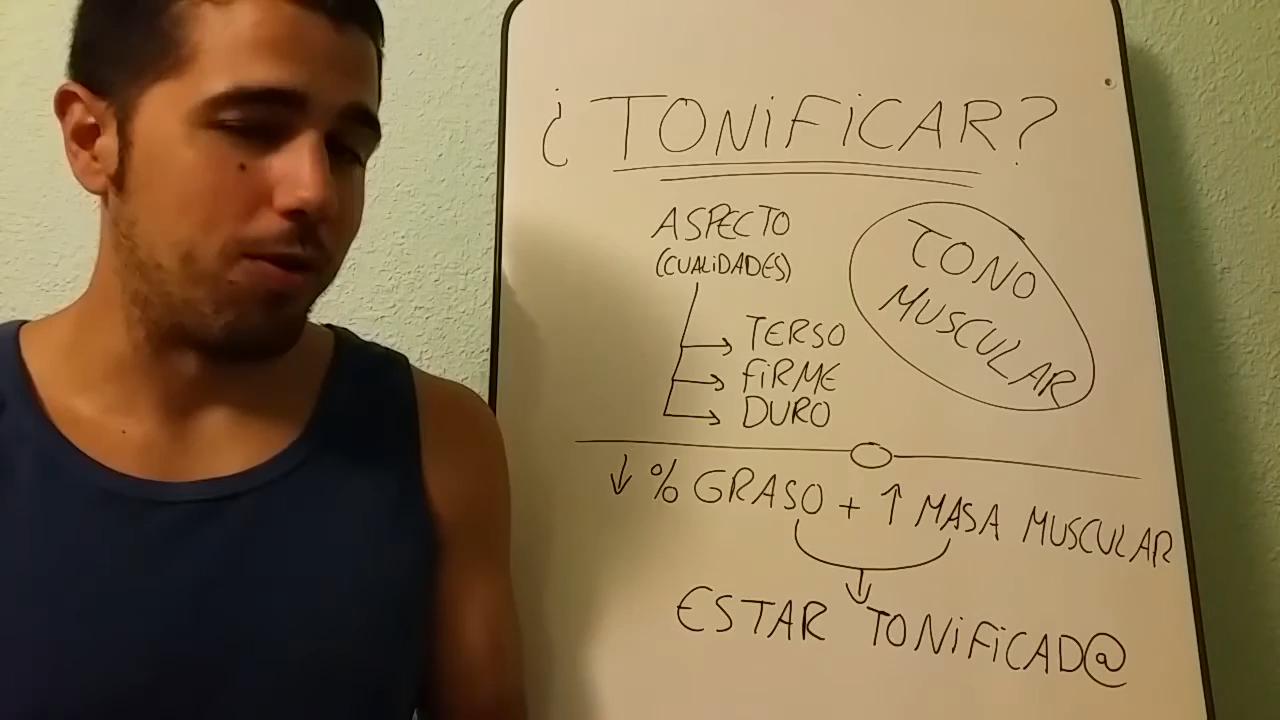 ¿TONiFiCAR?
ASPECTO
(CUALiDADES)
TERSO
FiRME
DURO
TONO
MUSCULAR
↓ % GRASO + ↑ MASA MUSCULAR
ESTAR TONiFiCAD@